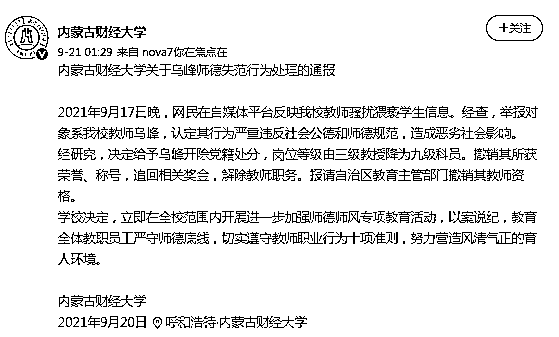 内蒙古财经大学
+关注
9-21 01:29 来自 nova7你在焦点在
内蒙古财经大学关于乌峰师德失范行为处理的通报
2021年9月17日晚，网民在自媒体平台反映我校教师骚扰猥亵学生信息。经查，举报对
象系我校教师乌峰，认定其行为严重违反社会公德和师德规范，造成恶劣社会影响。
经研究，决定给予乌峰开除党籍处分，岗位等级由三级教授降为九级科员。撤销其所获
荣誉、称号，追回相关奖金，解除教师职务。报请自治区教育主管部门撤销其教师资
格。
学校决定，立即在全校范围内开展进一步加强师德师风专项教育活动，以案说纪，教育
全体教职员工严守师德底线，切实遵守教师职业行为十项准则，努力营造风清气正的育
人环境。
内蒙古财经大学
2021年9月20日 呼和浩特·内蒙古财经大学